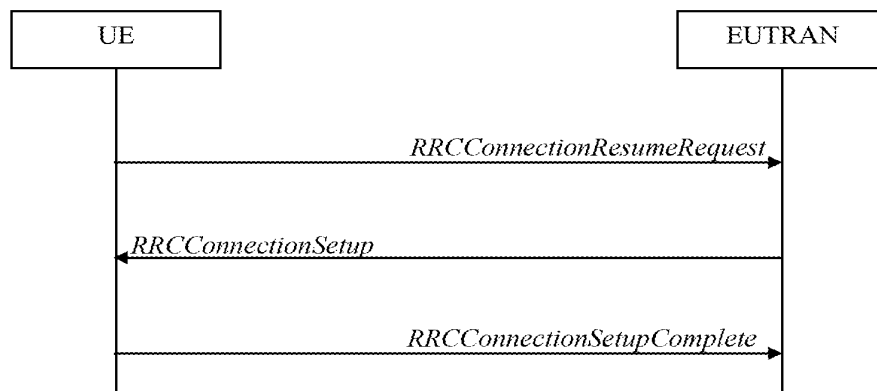 UE
EUTRAN
RRCConnectionResumeRequest
RRCConnectionSetup
RRCConnectionSetupComplete